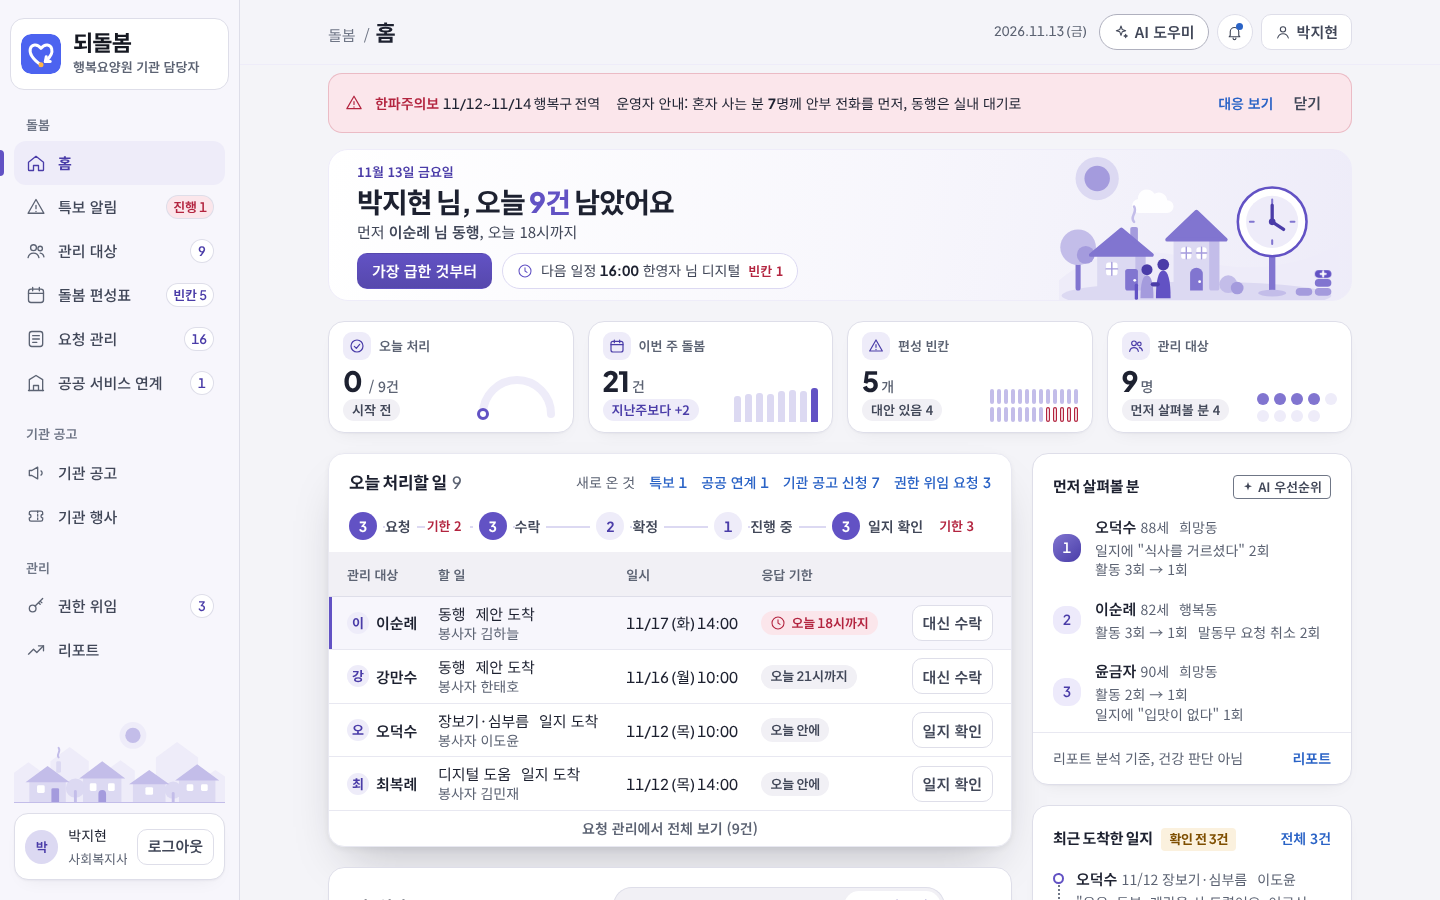 되돌봄
행복요양원 기관 담당자
돌봄
홈
특보 알림 진행 1
관리 대상 9
돌봄 편성표 빈칸 5
요청 관리 16
공공 서비스 연계 1
기관 공고
기관 공고
기관 행사
관리
권한 위임 3
리포트
박 박지현
사회복지사
로그아웃
돌봄 / 홈
2026.11.13(금) AI 도우미 박지현
한파주의보 11/12~11/14 행복구 전역 운영자 안내: 혼자 사는 분 7명께 안부 전화를 먼저, 동행은 실내 대기로 대응 보기 닫기
11월 13일 금요일
박지현 님, 오늘 9건 남았어요
먼저 이순례 님 동행, 오늘 18시까지
가장 급한 것부터 다음 일정 16:00 한영자 님 디지털 빈칸 1
오늘 처리
0 / 9건
시작 전
이번 주 돌봄
21 건
지난주보다 +2
편성 빈칸
5 개
대안 있음 4
관리 대상
9 명
먼저 살펴볼 분 4
오늘 처리할 일 9 새로 온 것 특보 1 공공 연계 1 기관 공고 신청 7 권한 위임 요청 3
3 요청 기한 2 3 수락 2 확정 1 진행 중 3 일지 확인 기한 3
관리 대상 할 일 일시 응답 기한
이 이순례 동행 제안 도착 11/17(화) 14:00 오늘 18시까지 대신 수락
봉사자 김하늘
강 강만수 동행 제안 도착 11/16(월) 10:00 오늘 21시까지 대신 수락
봉사자 한태호
오 오덕수 장보기·심부름 일지 도착 11/12(목) 10:00 오늘 안에 일지 확인
봉사자 이도윤
최 최복례 디지털 도움 일지 도착 11/12(목) 14:00 오늘 안에 일지 확인
봉사자 김민재
요청 관리에서 전체 보기 (9건)
먼저 살펴볼 분 AI 우선순위
1 오덕수 88세 희망동
일지에 "식사를 거르셨다" 2회
활동 3회 → 1회
2 이순례 82세 행복동
활동 3회 → 1회 말동무 요청 취소 2회
3 윤금자 90세 희망동
활동 2회 → 1회
일지에 "입맛이 없다" 1회
리포트 분석 기준, 건강 판단 아님 리포트
최근 도착한 일지 확인 전 3건 전체 3건
오덕수 11/12 장보기·심부름 이도윤